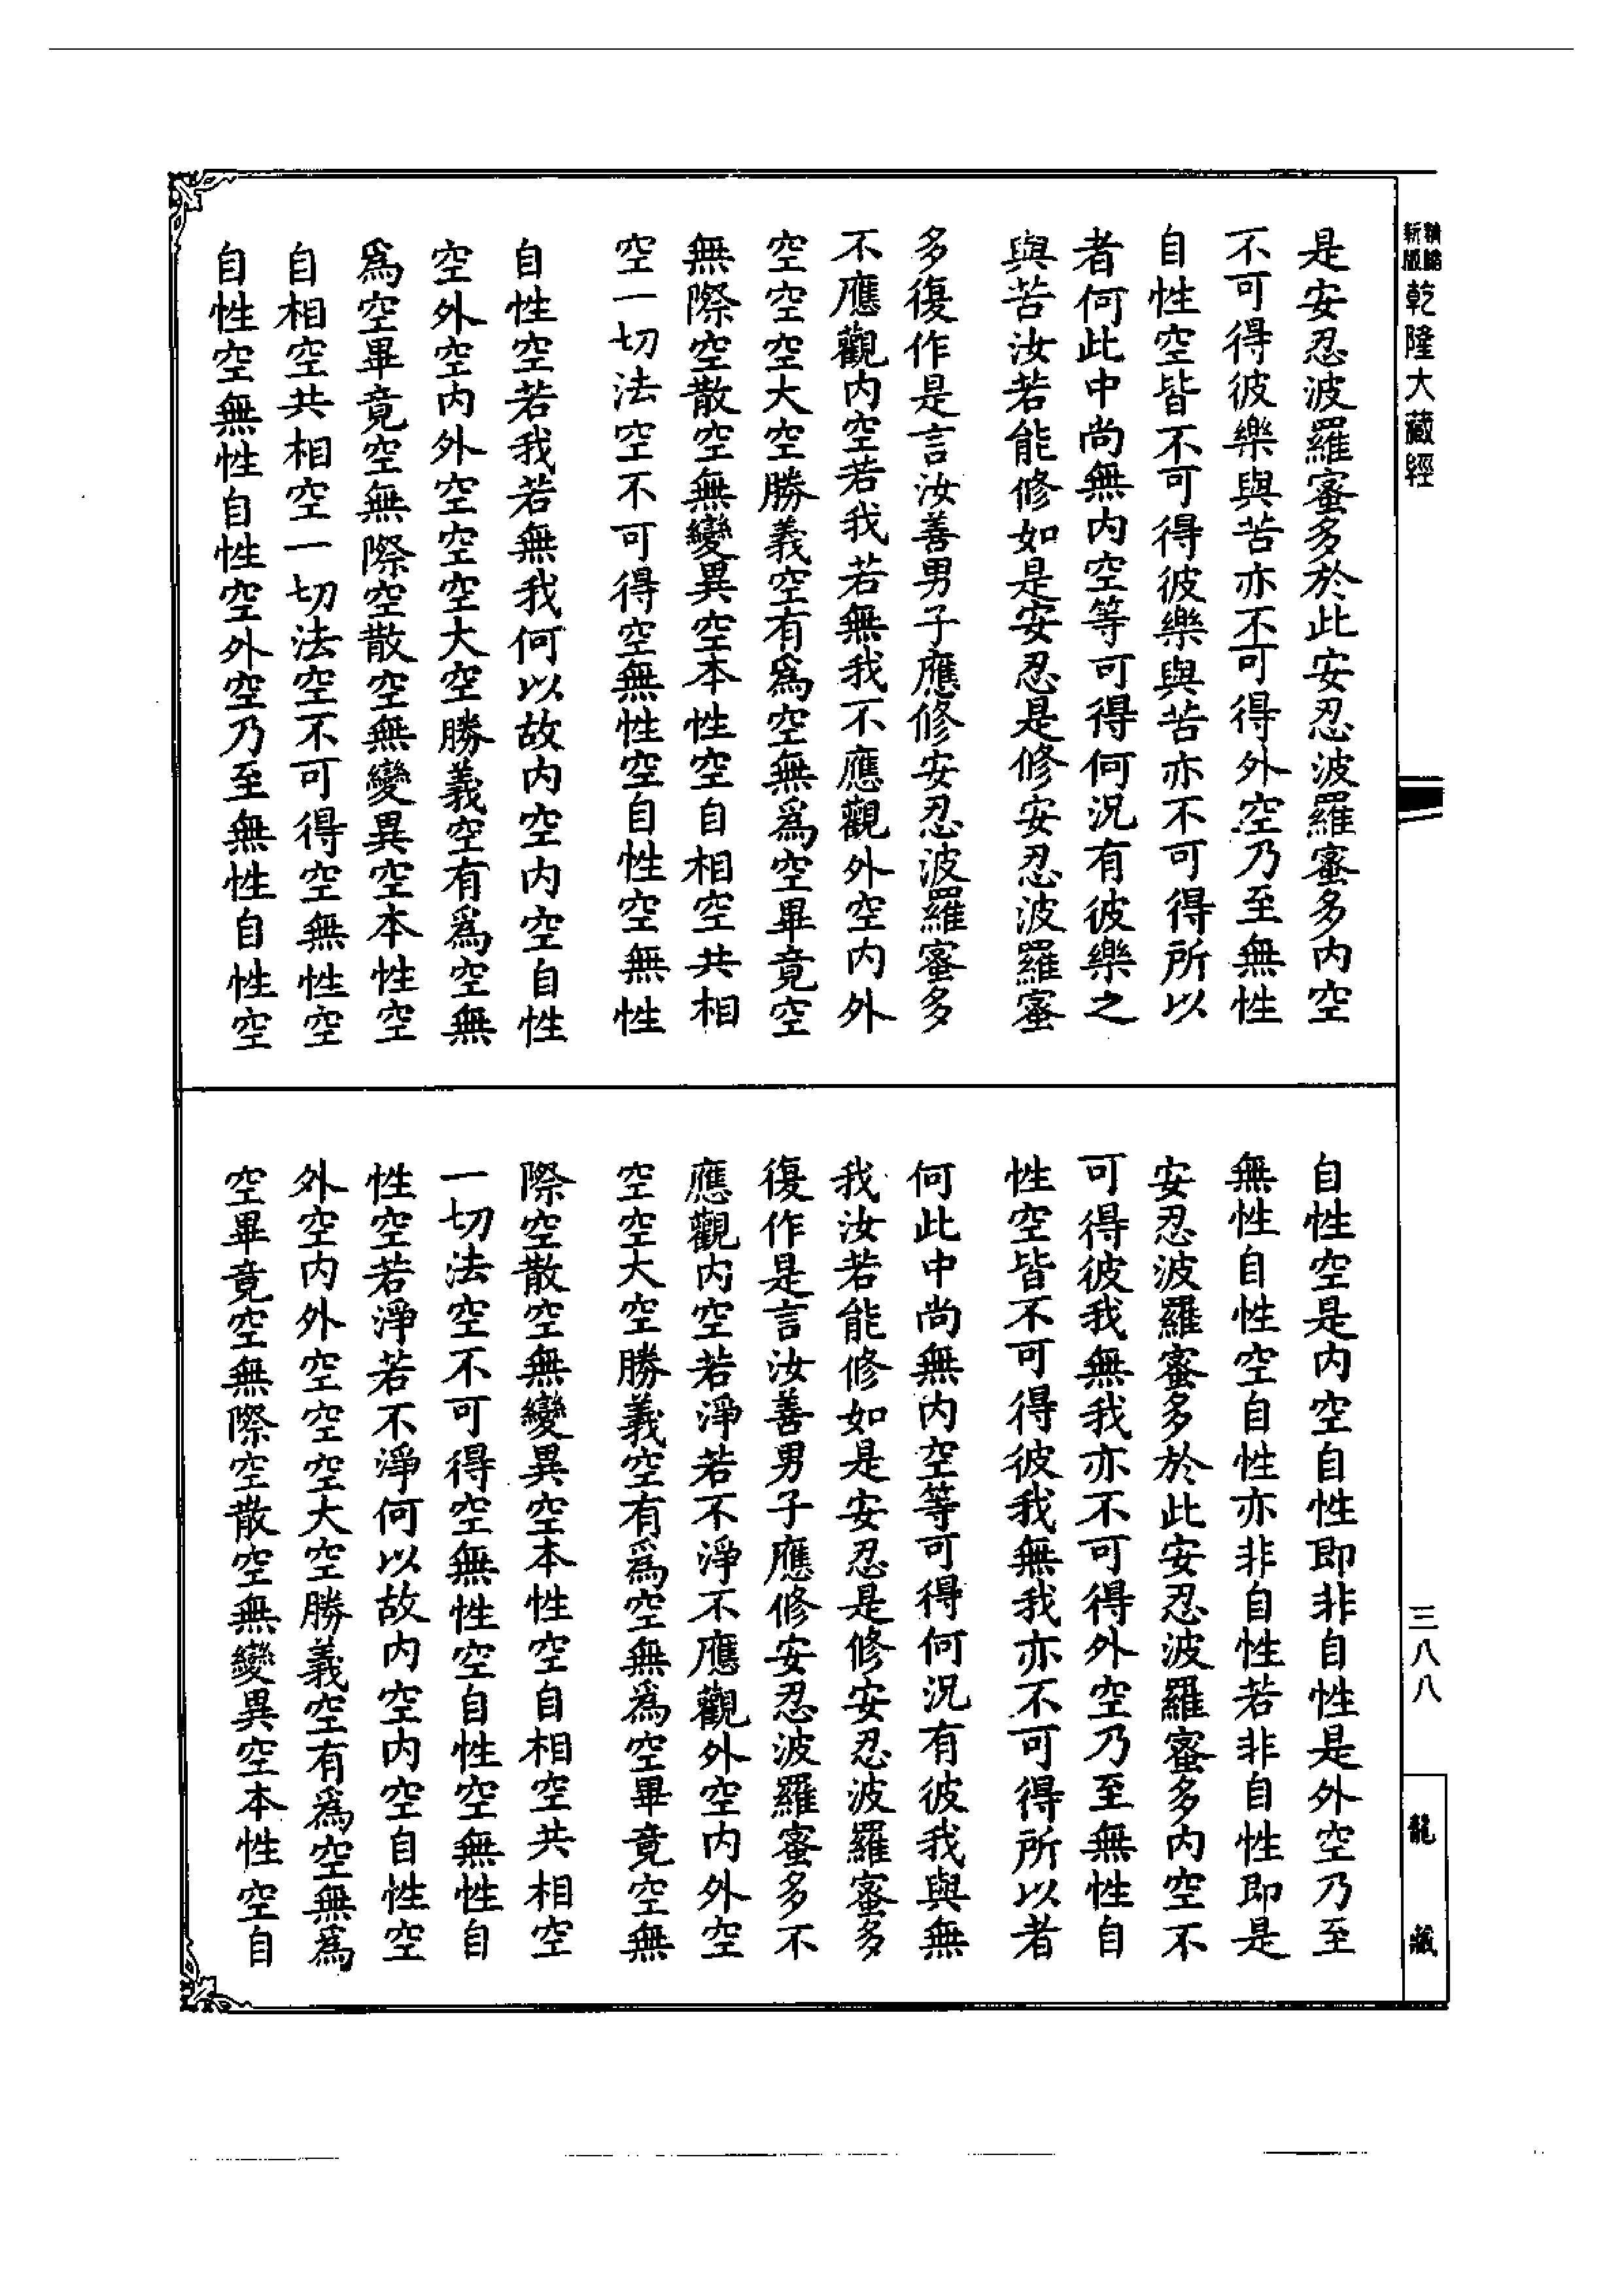 新版
精縮
乾隆大藏經
是安忍波羅蜜多於此安忍波羅蜜多内空
不可得彼樂與苦亦不可得外空乃至無性
自性空皆不可得彼樂與苦亦不可得所以
者何此中尚無内空等可得何況有彼樂之
與苦汝若能修如是安忍是修安忍波羅蜜
多復作是言汝善男子應修安忍波羅蜜多
不應觀内空若我若無我不應觀外空内外
空空空大空勝義空有爲空無爲空畢竟空
無際空散空無變異空本性空自相空共相
空一切法空不可得空無性空自性空無性
自性空若我若無我何以故内空内空自性
空外空内外空空空大空勝義空有爲空無
爲空畢竟空無際空散空無變異空本性空
自相空共相空一切法空不可得空無性空
自性空無性自性空外空乃至無性自性空
自性空是内空自性即非自性是外空乃至
無性自性空自性亦非自性若非自性即是
安忍波羅蜜多於此安忍波羅蜜多内空不
可得彼我無我亦不可得外空乃至無性自
性空皆不可得彼我無我亦不可得所以者
何此中尚無内空等可得何況有彼我與無
我汝若能修如是安忍是修安忍波羅蜜多
復作是言汝善男子應修安忍波羅蜜多不
應觀内空若淨若不淨不應觀外空内外空
空空大空勝義空有爲空無爲空畢竟空無
際空散空無變異空本性空自相空共相空
一切法空不可得空無性空自性空無性自
性空若淨若不淨何以故内空内空自性空
外空内外空空空大空勝義空有爲空無爲
空畢竟空無際空散空無變異空本性空自
三八八
龍藏